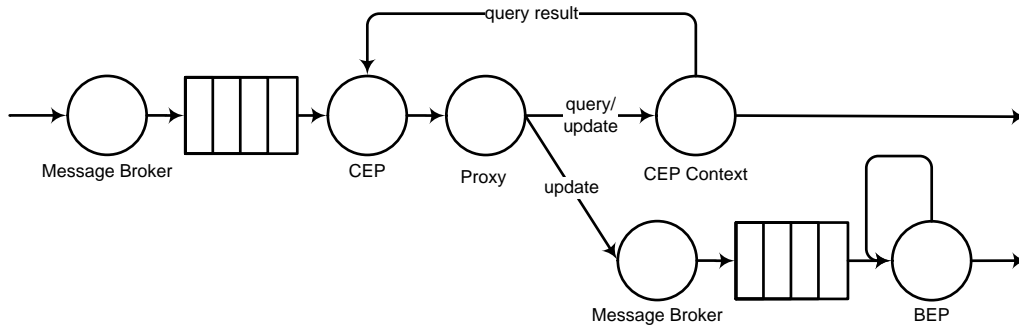 query result
query/
update
Message Broker
CEP
Proxy
CEP Context
update
Message Broker
BEP